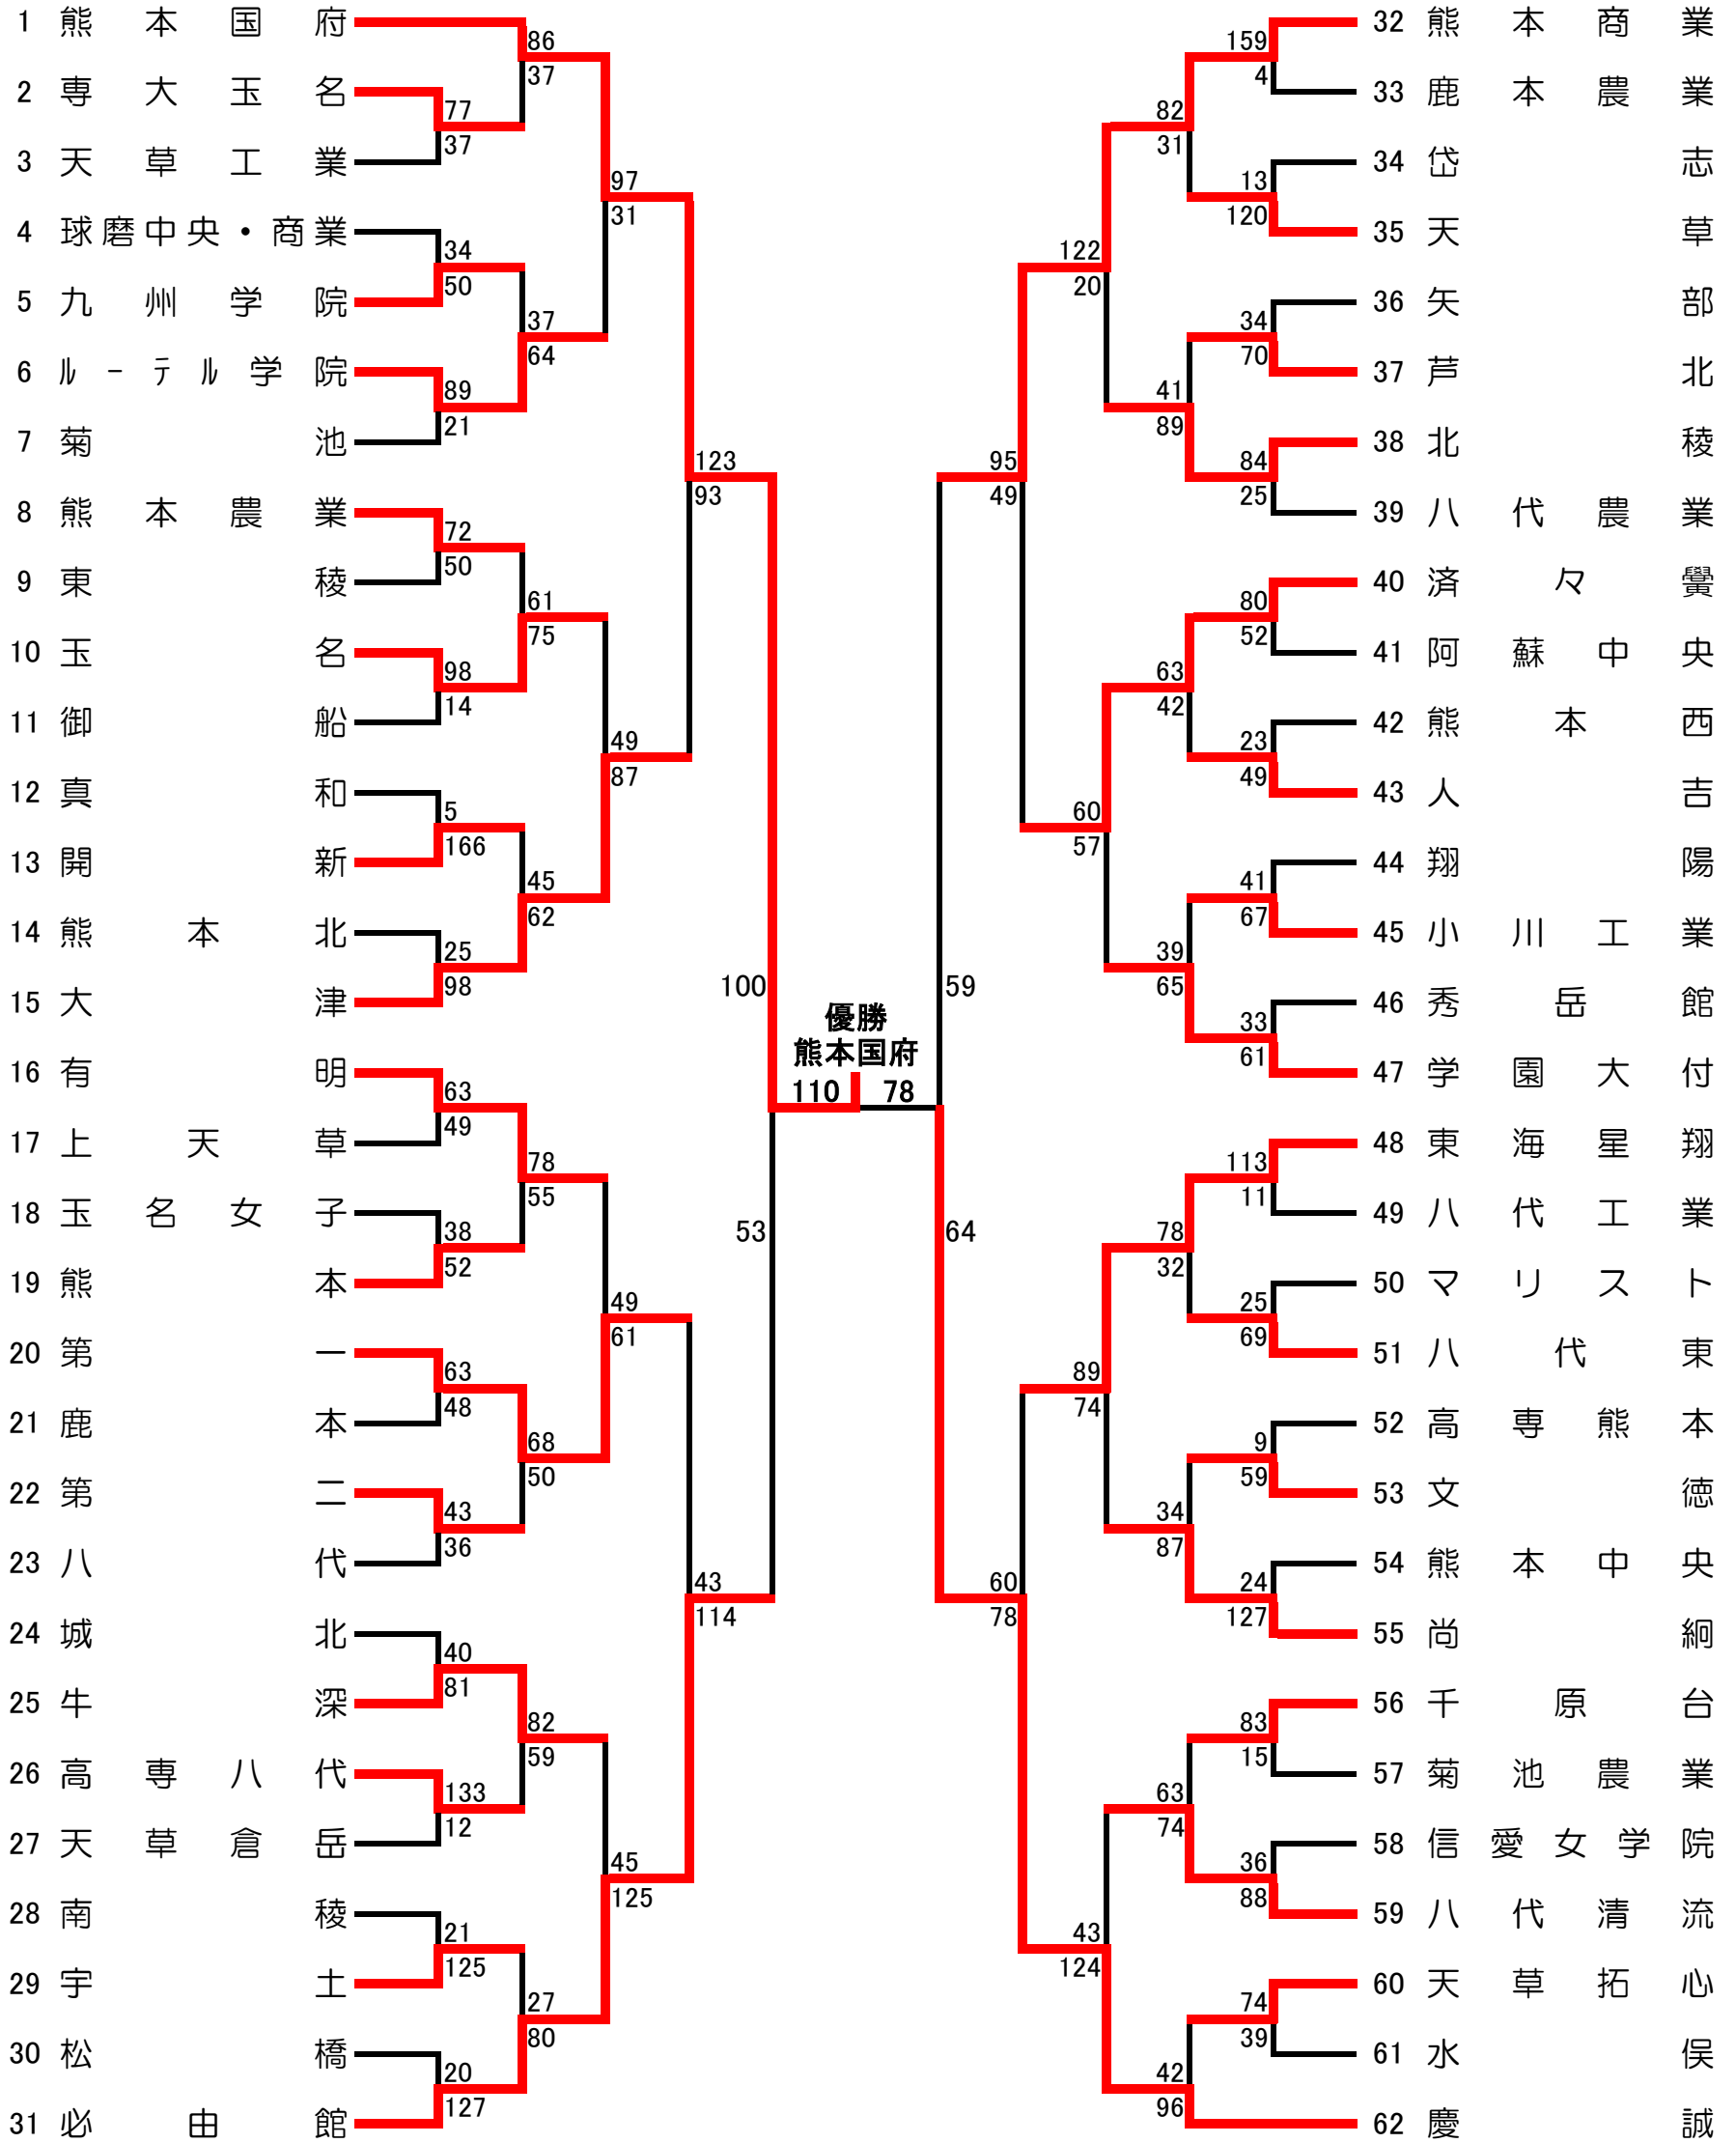 1 熊本国府
2 専大玉名
3 天草工業
4 球磨中央・商業
5 九州学院
6 ﾙｰﾃﾙ学院
7 菊池
8 熊本農業
9 東稜
10 玉名
11 御船
12 真和
13 開新
14 熊本北
15 大津
16 有明
17 上天草
18 玉名女子
19 熊本
20 第一
21 鹿本
22 第二
23 八代
24 城北
25 牛深
26 高専八代
27 天草倉岳
28 南稜
29 宇土
30 松橋
31 必由館
77
37
34
50
89
21
72
50
98
14
5
166
25
98
63
49
38
52
63
48
43
36
40
81
133
12
21
125
20
127
86
37
37
64
61
75
45
62
78
55
68
50
82
59
27
80
97
31
49
87
49
61
45
125
123
93
43
114
100
53
優勝
熊本国府
110 78
59
64
95
49
60
78
122
20
60
57
89
74
43
124
82
31
41
89
63
42
39
65
78
32
34
87
63
74
42
96
159
4
13
120
34
70
84
25
80
52
23
49
41
67
33
61
113
11
25
69
9
59
24
127
83
15
36
88
74
39
32 熊本商業
33 鹿本農業
34 岱志
35 天草
36 矢部
37 芦北
38 北稜
39 八代農業
40 済々黌
41 阿蘇中央
42 熊本西
43 人吉
44 翔陽
45 小川工業
46 秀岳館
47 学園大付
48 東海星翔
49 八代工業
50 マリスト
51 八代東
52 高専熊本
53 文徳
54 熊本中央
55 尚絅
56 千原台
57 菊池農業
58 信愛女学院
59 八代清流
60 天草拓心
61 水俣
62 慶誠